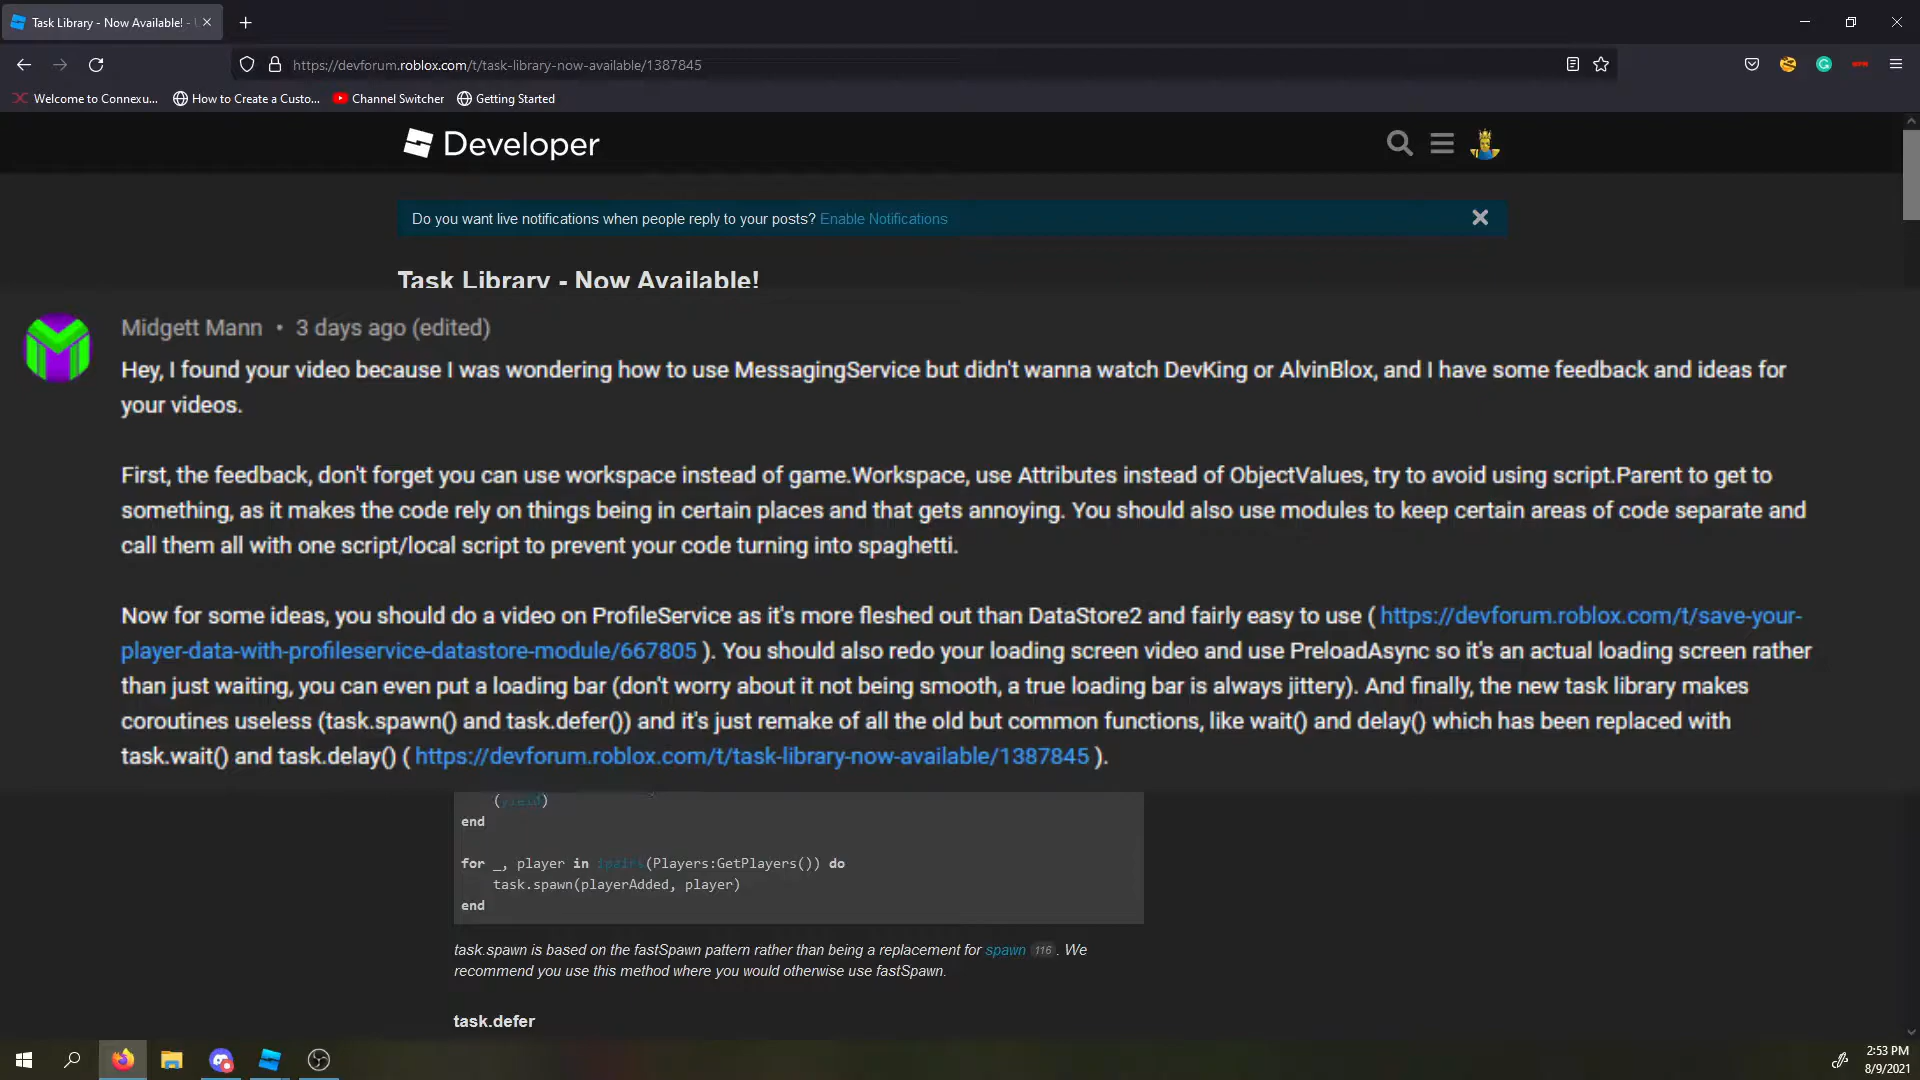 Task Library - Now Available! -
https://devforum.roblox.com/t/task-library-now-available/1387845
Welcome to Connexu...
How to Create a Custo...
Channel Switcher
Getting Started
Developer
Do you want live notifications when people reply to your posts? Enable Notifications
Task Library - Now Available!
Midgett Mann • 3 days ago (edited)
Hey, I found your video because I was wondering how to use MessagingService but didn't wanna watch DevKing or AlvinBlox, and I have some feedback and ideas for
your videos.
First, the feedback, don't forget you can use workspace instead of game.Workspace, use Attributes instead of ObjectValues, try to avoid using script.Parent to get to
something, as it makes the code rely on things being in certain places and that gets annoying. You should also use modules to keep certain areas of code separate and
call them all with one script/local script to prevent your code turning into spaghetti.
Now for some ideas, you should do a video on ProfileService as it's more fleshed out than DataStore2 and fairly easy to use ( https://devforum.roblox.com/t/save-your-
player-data-with-profileservice-datastore-module/667805 ). You should also redo your loading screen video and use PreloadAsync so it's an actual loading screen rather
than just waiting, you can even put a loading bar (don't worry about it not being smooth, a true loading bar is always jittery). And finally, the new task library makes
coroutines useless (task.spawn() and task.defer()) and it's just remake of all the old but common functions, like wait() and delay() which has been replaced with
task.wait() and task.delay() ( https://devforum.roblox.com/t/task-library-now-available/1387845 ).
(yield)
end
for _, player in ipairs(Players:GetPlayers()) do
task.spawn(playerAdded, player)
end
task.spawn is based on the fastSpawn pattern rather than being a replacement for spawn 116 . We
recommend you use this method where you would otherwise use fastSpawn.
task.defer
2:53 PM
8/9/2021